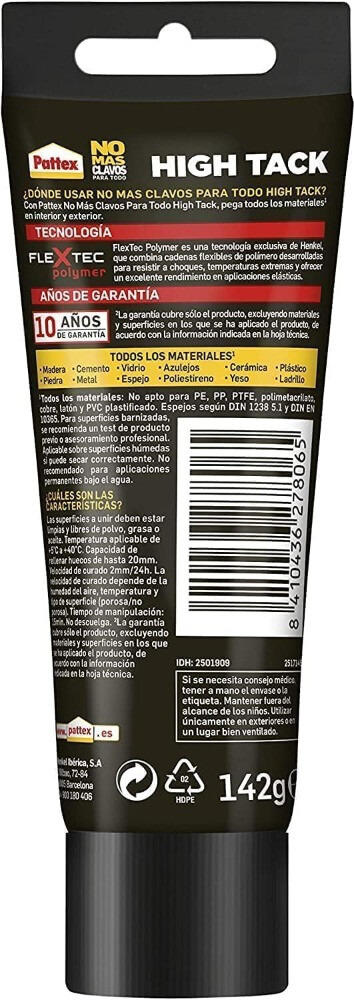 Pattex
NO
MAS
CLAVOS
PARA TODO
HIGH TACK
¿DÓNDE USAR NO MAS CLAVOS PARA TODO HIGH TACK?
Con Pattex No Más Clavos Para Todo High Tack, pega todos los materiales¹
en interior y exterior.
TECNOLOGÍA
FLEXTEC
polymer
FlexTec Polymer es una tecnología exclusiva de Henkel,
que combina cadenas flexibles de polímero desarrolladas
para resistir a choques, temperaturas extremas y ofrecer
un excelente rendimiento en aplicaciones elásticas.
AÑOS DE GARANTÍA
10 AÑOS
DE GARANTÍA
²La garantía cubre sólo el producto, excluyendo materiales
y superficies en los que se ha aplicado el producto, de
acuerdo con la información indicada en la hoja técnica.
TODOS LOS MATERIALES¹
• Madera • Cemento • Vidrio • Azulejos • Cerámica • Plástico
• Piedra • Metal • Espejo • Poliestireno • Yeso • Ladrillo
¹Todos los materiales: No apto para PE, PP, PTFE, polimetacrilato,
cobre, latón y PVC plastificado. Espejos según DIN 1238 5.1 y DIN EN
10365. Para superficies barnizadas,
se recomienda un test de producto
previo o asesoramiento profesional.
Aplicable sobre superficies húmedas
si puede secar correctamente. No
recomendado para aplicaciones
permanentes bajo el agua.
¿CUÁLES SON LAS
CARACTERÍSTICAS?
Las superficies a unir deben estar
limpias y libres de polvo, grasa o
aceite. Temperatura aplicable de
+5°C a +40°C. Capacidad de
rellenar huecos de hasta 20mm.
Velocidad de curado 2mm/24h. La
velocidad de curado depende de la
humedad del aire, temperatura y
tipo de superficie (porosa/no
porosa). Tiempo de manipulación:
15min. No descuelga. ²La garantía
cubre sólo el producto, excluyendo
materiales y superficies en los que
se ha aplicado el producto, de
acuerdo con la información
indicada en la hoja técnica.
8 410436 278065
IDH: 2501909
Si se necesita consejo médico,
tener a mano el envase o la
etiqueta. Mantener fuera del
alcance de los niños. Utilizar
únicamente en exteriores o en
un lugar bien ventilado.
www.pattex.es
Henkel Ibérica, S.A
72-84
Barcelona
900 180 406
02
HDPE
142g